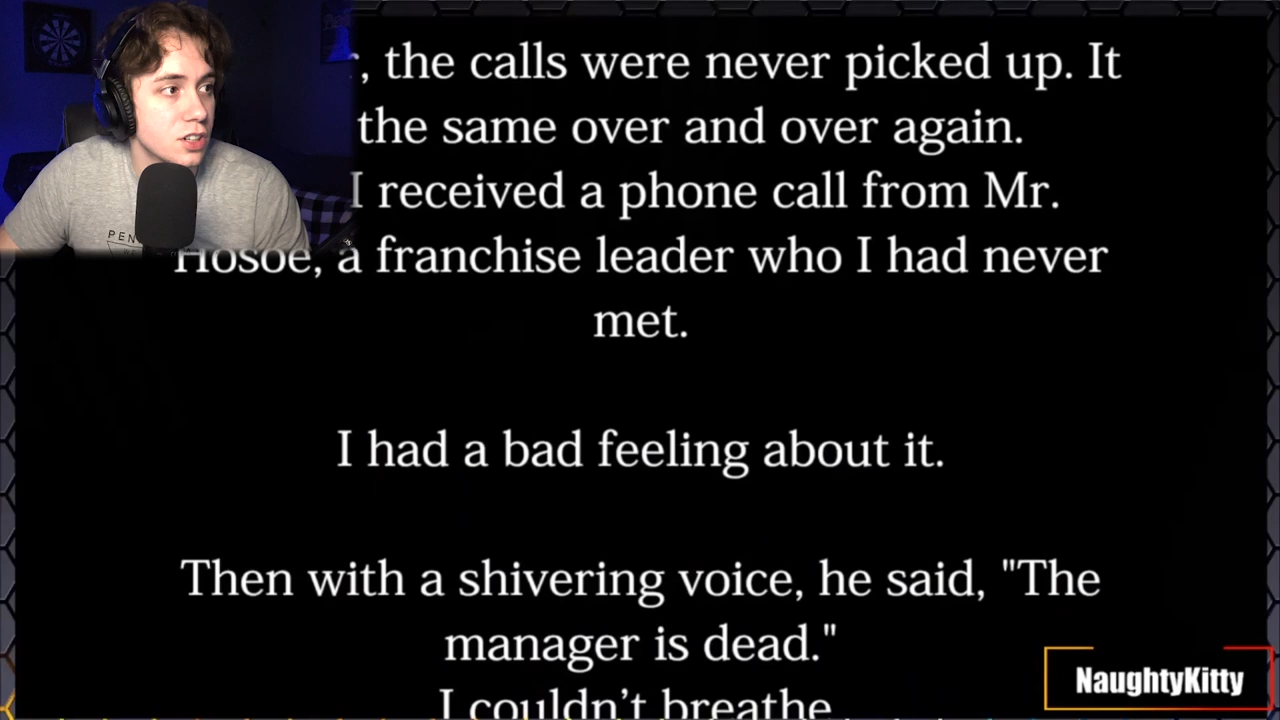 , the calls were never picked up. It
the same over and over again.
I received a phone call from Mr.
Hosoe, a franchise leader who I had never
met.
I had a bad feeling about it.
Then with a shivering voice, he said, "The
manager is dead."
I couldn't breathe
PEN
NaughtyKitty